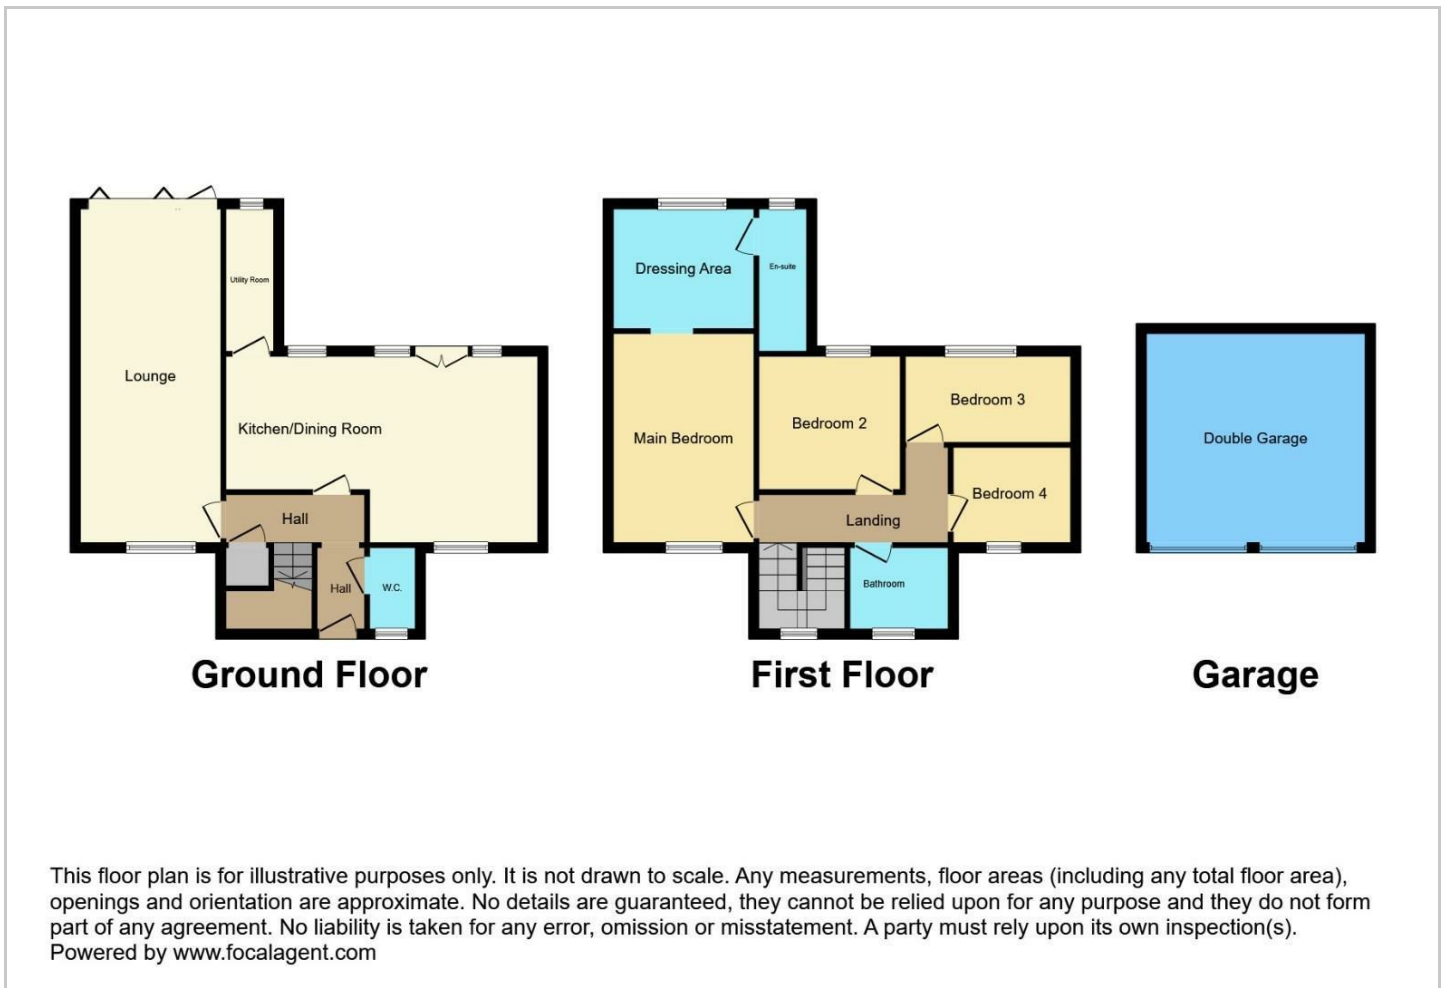 Lounge
Utility Room
Kitchen/Dining Room
Hall
Hall
W.C.
Ground Floor
Dressing Area
En-suite
Main Bedroom
Bedroom 2
Bedroom 3
Bedroom 4
Landing
Bathroom
First Floor
Double Garage
Garage
This floor plan is for illustrative purposes only. It is not drawn to scale. Any measurements, floor areas (including any total floor area),
openings and orientation are approximate. No details are guaranteed, they cannot be relied upon for any purpose and they do not form
part of any agreement. No liability is taken for any error, omission or misstatement. A party must rely upon its own inspection(s).
Powered by www.focalagent.com